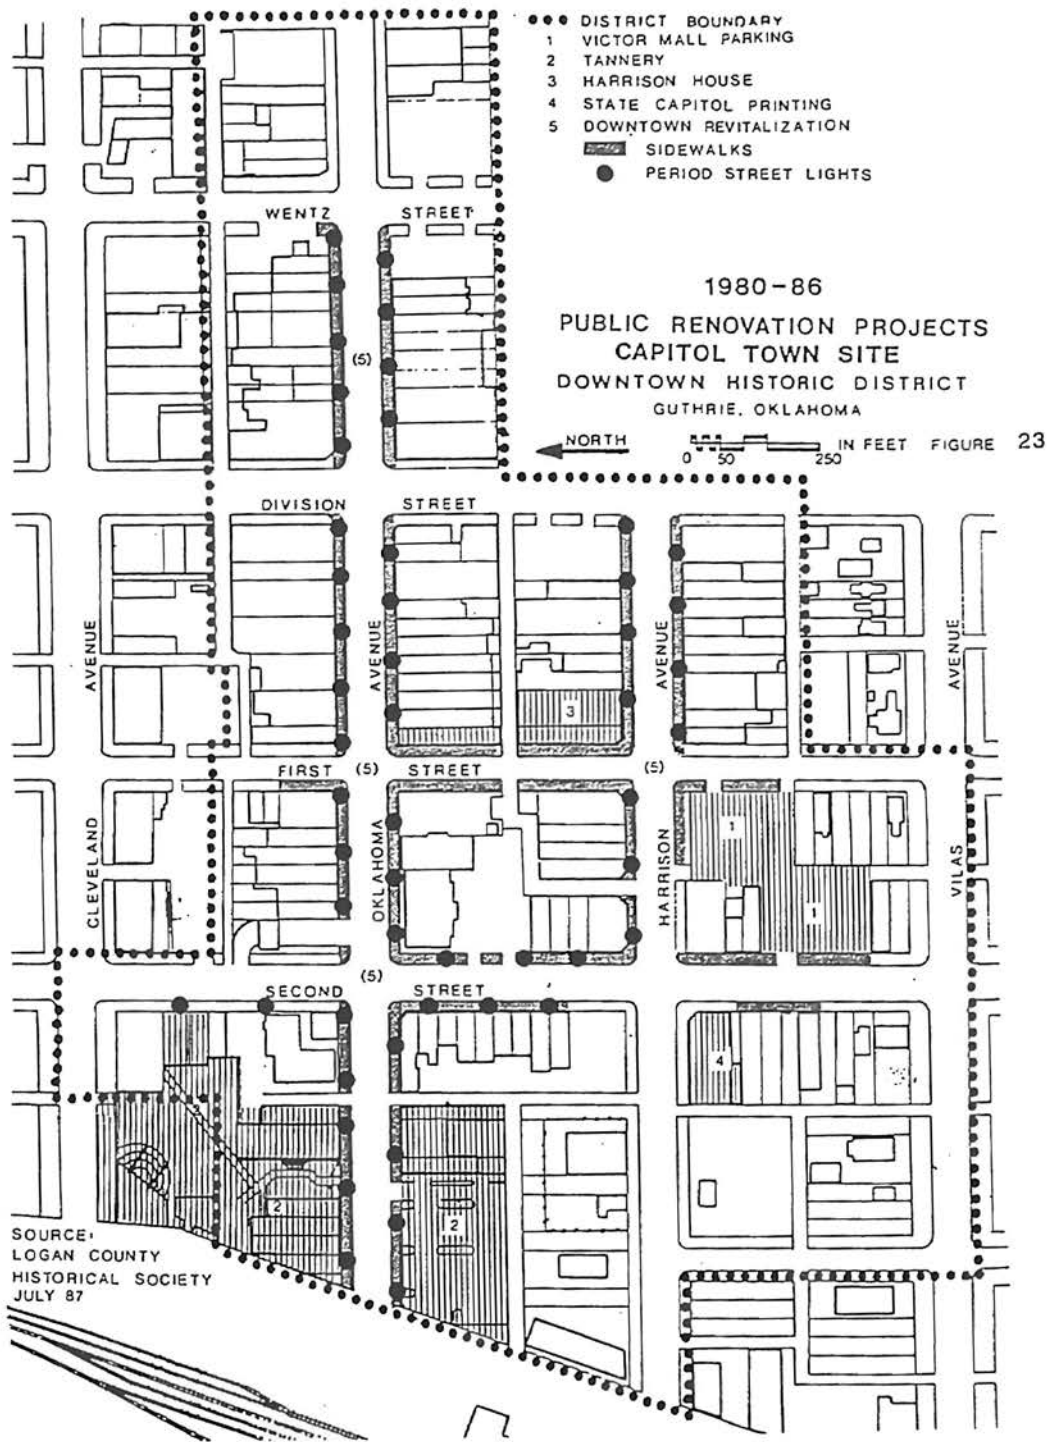 DISTRICT BOUNDARY
1 VICTOR MALL PARKING
2 TANNERY
3 HARRISON HOUSE
4 STATE CAPITOL PRINTING
5 DOWNTOWN REVITALIZATION
SIDEWALKS
PERIOD STREET LIGHTS
WENTZ STREET
1980-86
PUBLIC RENOVATION PROJECTS
CAPITOL TOWN SITE
DOWNTOWN HISTORIC DISTRICT
GUTHRIE, OKLAHOMA
(5)
NORTH
0 50 250
IN FEET FIGURE 23
DIVISION STREET
AVENUE
AVENUE
AVENUE
AVENUE
3
FIRST (5) STREET (5)
CLEVELAND
OKLAHOMA
HARRISON
VILAS
1
1
(5)
SECOND STREET
4
2
2
2
SOURCE:
LOGAN COUNTY
HISTORICAL SOCIETY
JULY 87